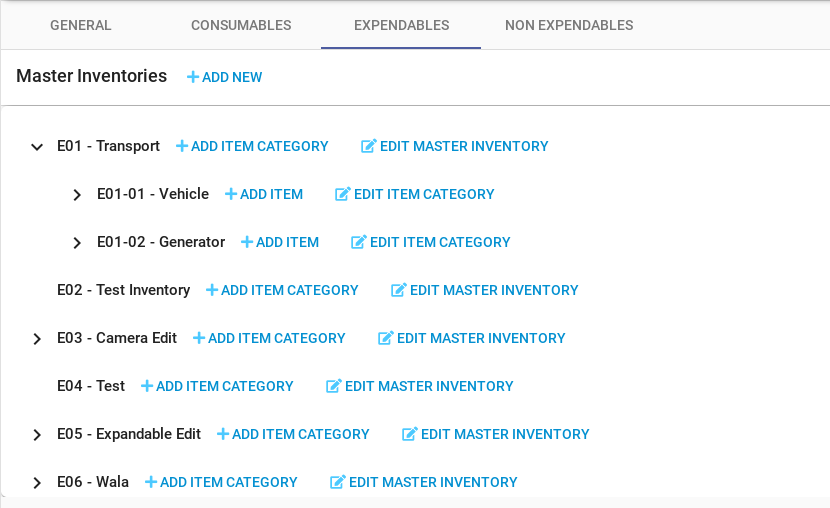 GENERAL CONSUMABLES EXPENDABLES NON EXPENDABLES
Master Inventories ADD NEW
E01 - Transport ADD ITEM CATEGORY EDIT MASTER INVENTORY
E01-01 - Vehicle ADD ITEM EDIT ITEM CATEGORY
E01-02 - Generator ADD ITEM EDIT ITEM CATEGORY
E02 - Test Inventory ADD ITEM CATEGORY EDIT MASTER INVENTORY
E03 - Camera Edit ADD ITEM CATEGORY EDIT MASTER INVENTORY
E04 - Test ADD ITEM CATEGORY EDIT MASTER INVENTORY
E05 - Expandable Edit ADD ITEM CATEGORY EDIT MASTER INVENTORY
E06 - Wala ADD ITEM CATEGORY EDIT MASTER INVENTORY